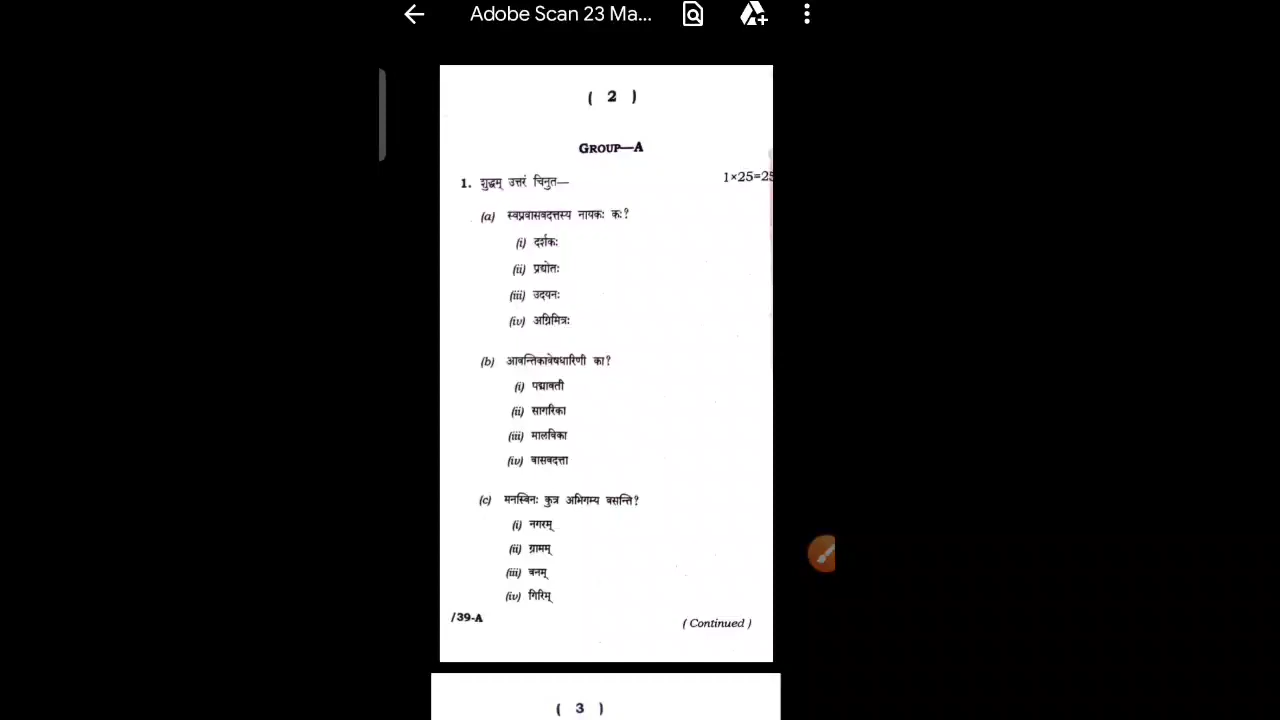 Adobe Scan 23 Ma...
( 2 )
GROUP—A
1. शुद्धम् उत्तरं चिनुत— 1×25=25
(a) स्वप्नवासवदत्तस्य नायकः कः?
(i) दर्शकः
(ii) प्रद्योतः
(iii) उदयनः
(iv) अग्निमित्रः
(b) आवन्तिकावेषधारिणी का?
(i) पद्मावती
(ii) सागरिका
(iii) मालविका
(iv) वासवदत्ता
(c) मनस्विनः कुत्र अभिगम्य वसन्ति?
(i) नगरम्
(ii) ग्रामम्
(iii) वनम्
(iv) गिरिम्
/39-A
( Continued )
( 3 )